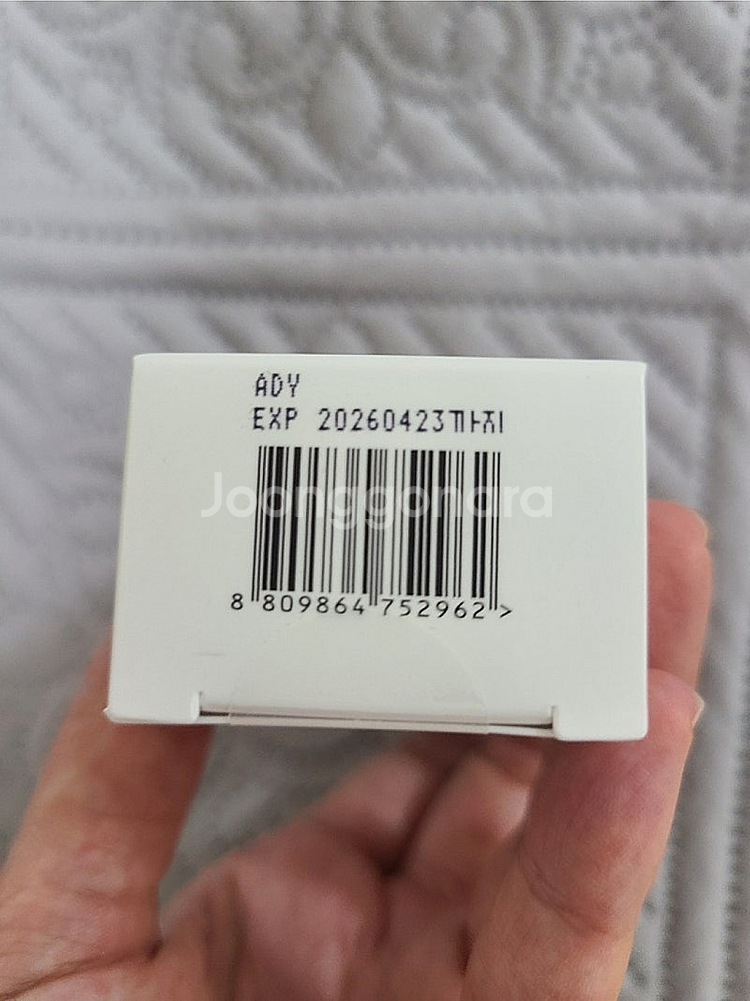 ADY
EXP 20260423까지
Joonggonara
8 809864 752962 >